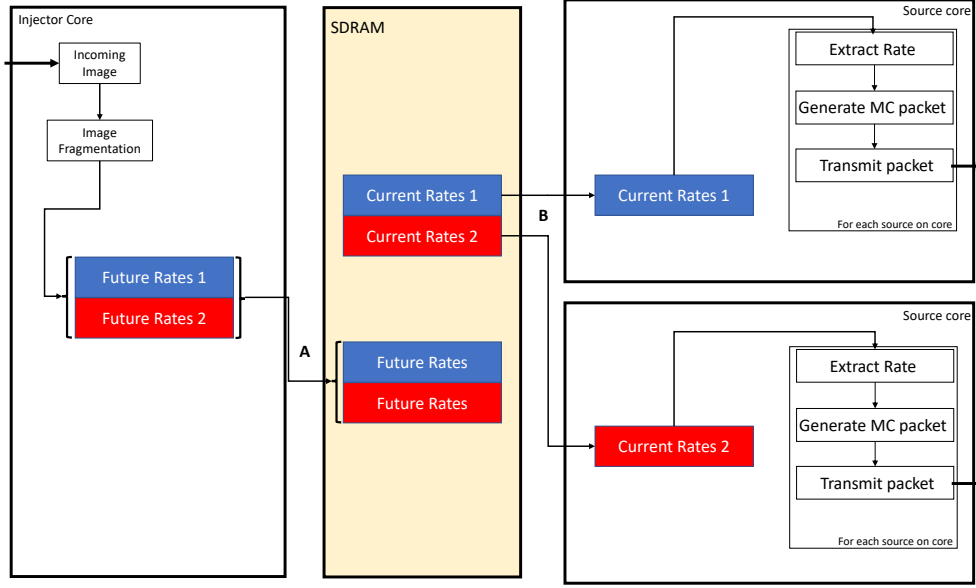 Injector Core
Incoming
Image
Image
Fragmentation
Future Rates 1
Future Rates 2
A
SDRAM
Current Rates 1
Current Rates 2
B
Future Rates
Future Rates
Source core
Extract Rate
Generate MC packet
Transmit packet
For each source on core
Current Rates 1
Source core
Extract Rate
Generate MC packet
Transmit packet
For each source on core
Current Rates 2